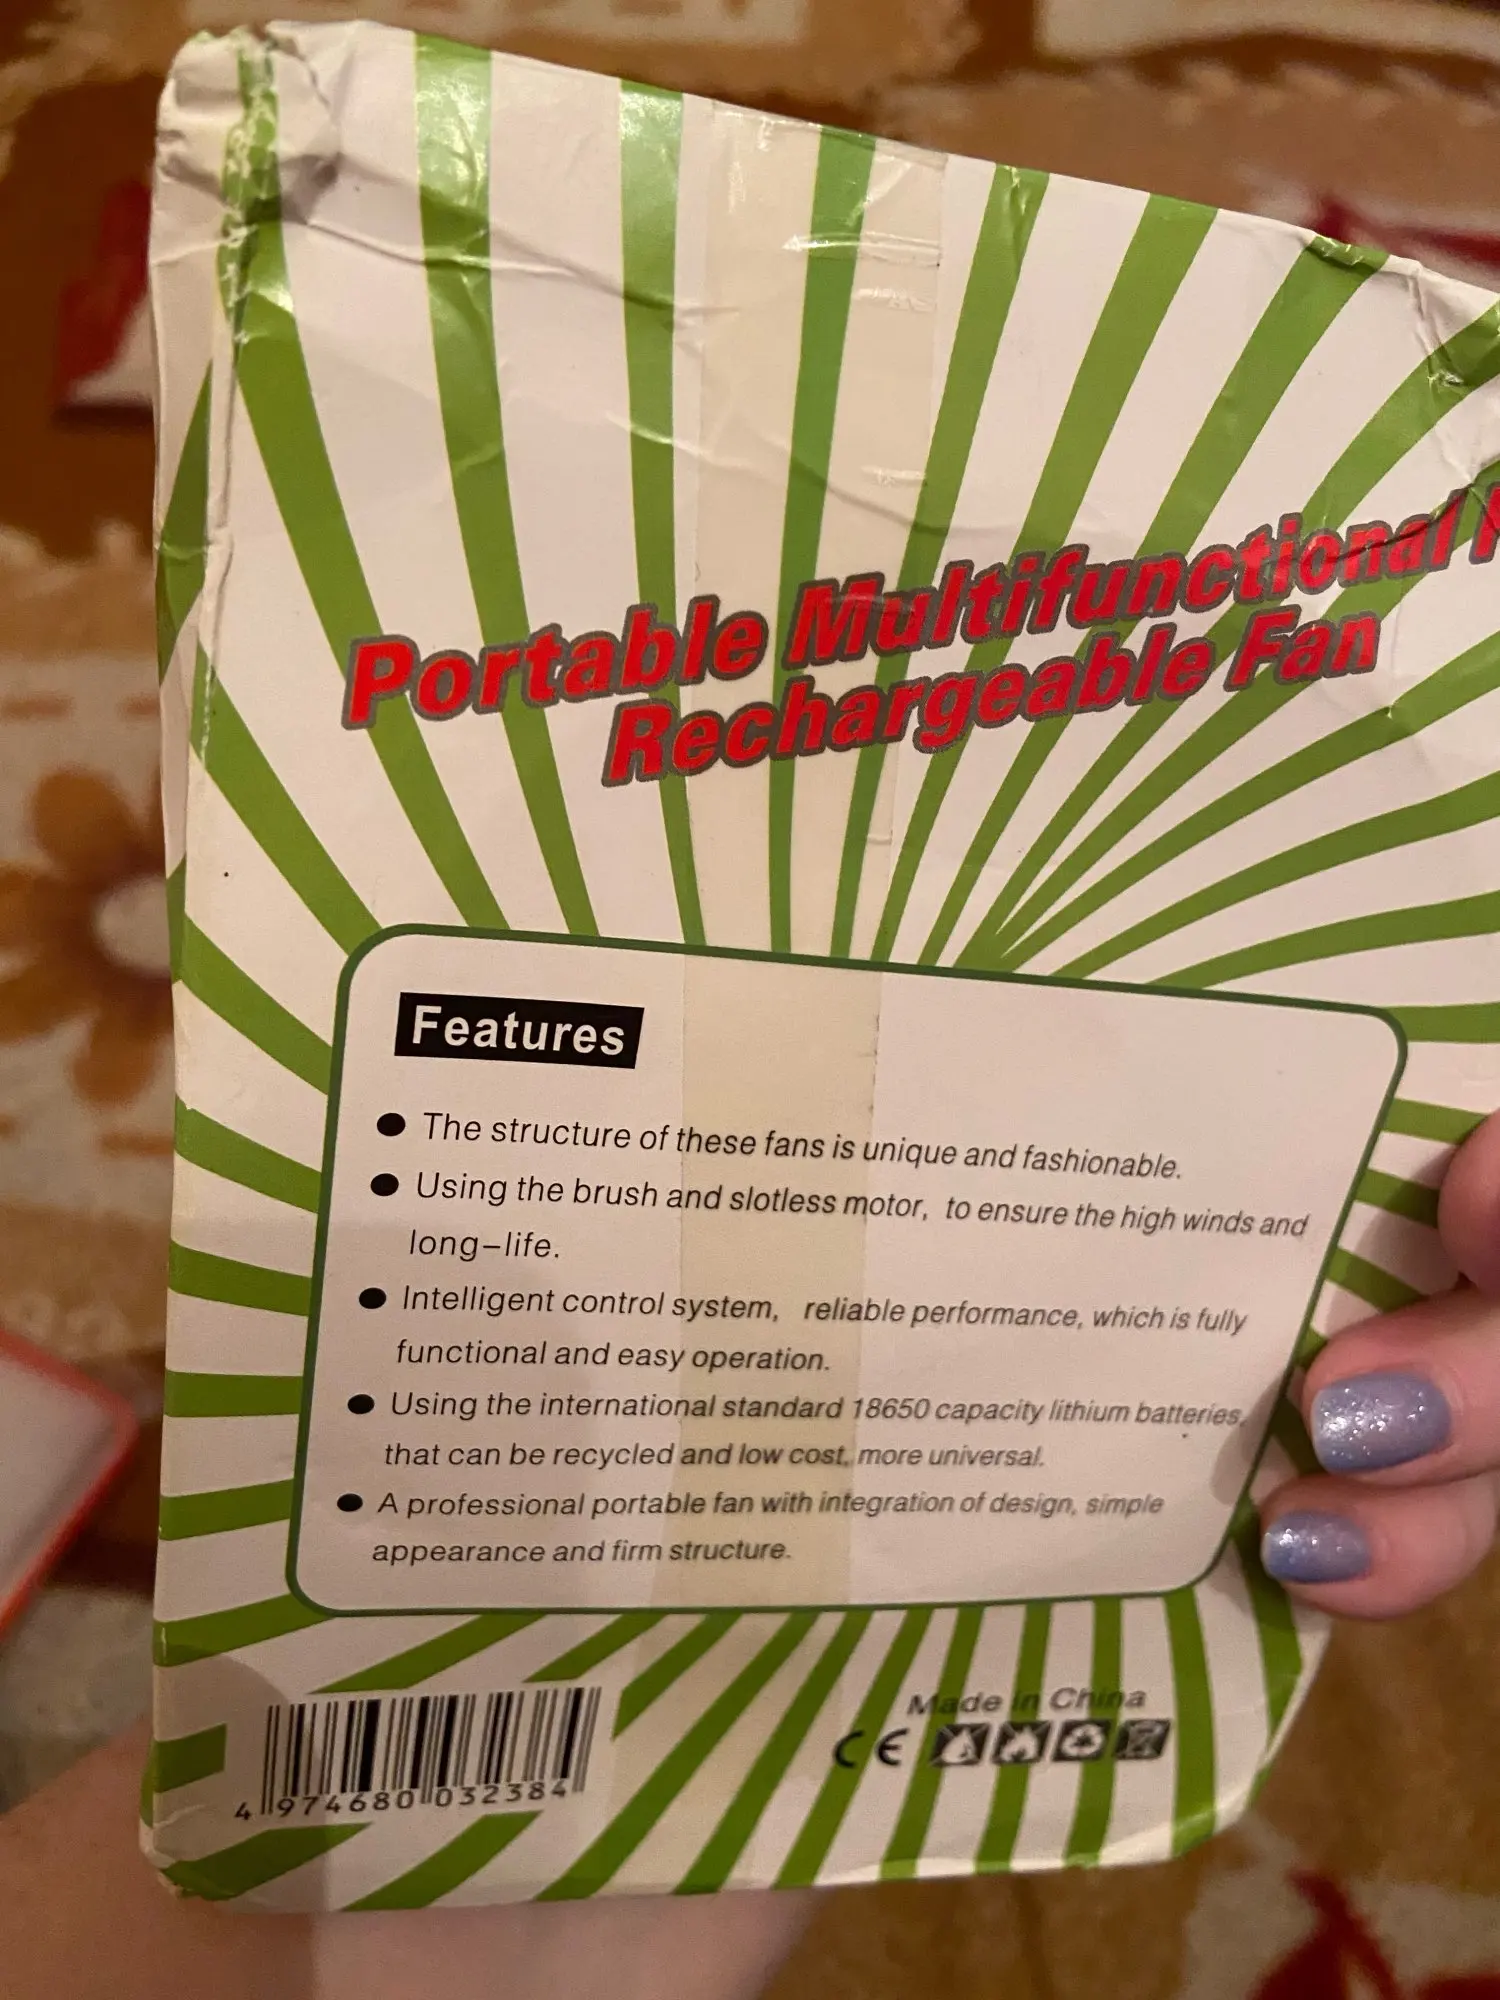 Portable Multifunctional
Rechargeable Fan
Features
● The structure of these fans is unique and fashionable.
● Using the brush and slotless motor, to ensure the high winds and
long-life.
● Intelligent control system, reliable performance, which is fully
functional and easy operation.
● Using the international standard 18650 capacity lithium batteries,
that can be recycled and low cost, more universal.
● A professional portable fan with integration of design, simple
appearance and firm structure.
Made in China
CE
4 974680 032384